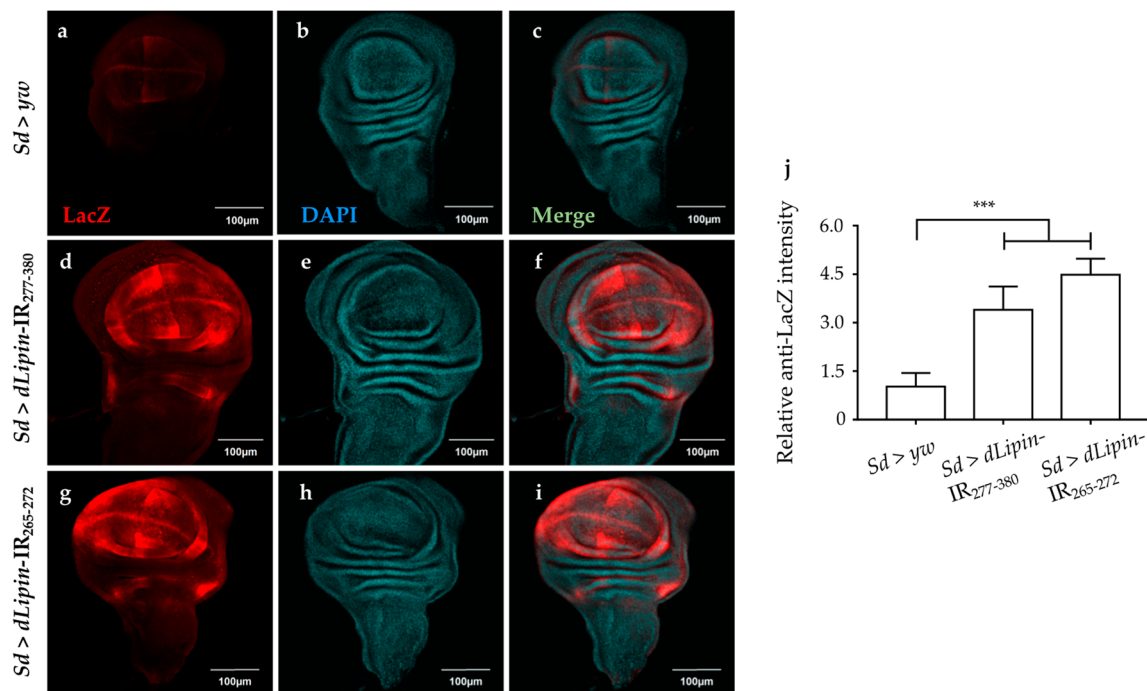 Sd > yw
a
b
c
LacZ
DAPI
Merge
100μm
100μm
100μm
Sd > dLipin-IR277-380
d
e
f
100μm
100μm
100μm
Sd > dLipin-IR265-272
g
h
i
100μm
100μm
100μm
j
***
Relative anti-LacZ intensity
6.0
4.5
3.0
1.5
0
Sd > yw
Sd > dLipin-
IR277-380
Sd > dLipin-
IR265-272